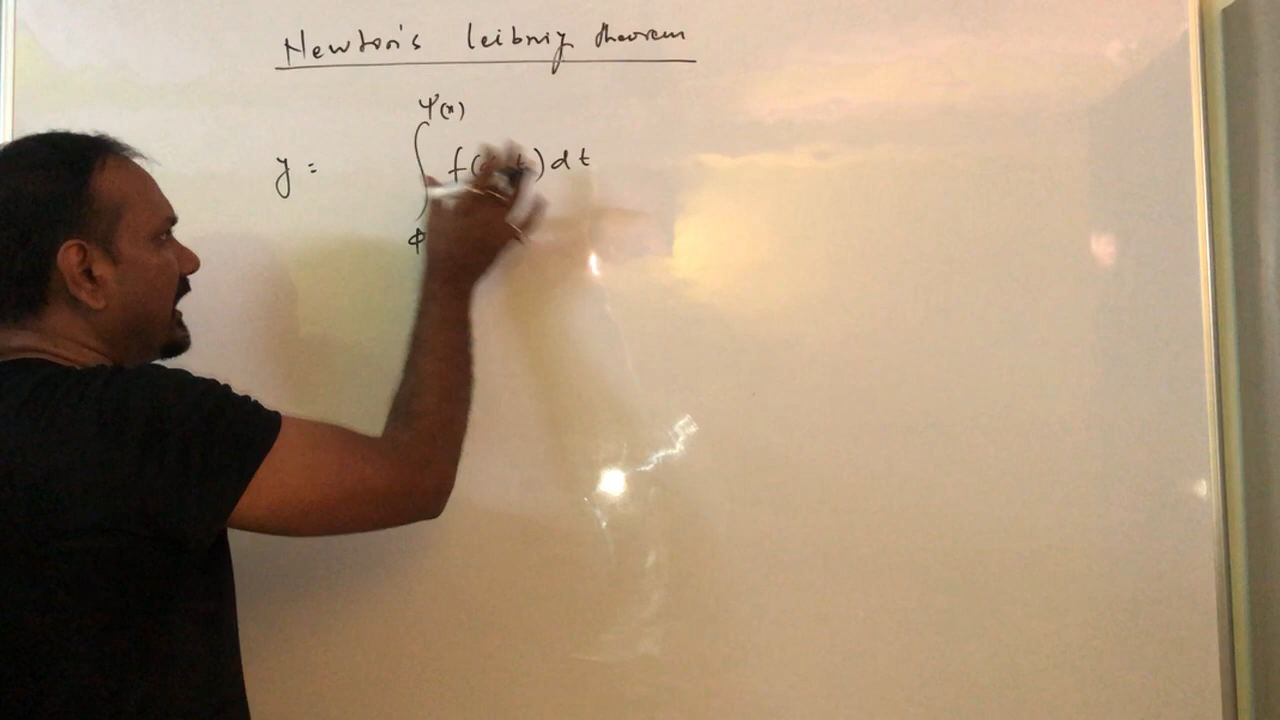 Newton's leibniz theorem
ψ(x)
y = ∫ f( t)dt
φ